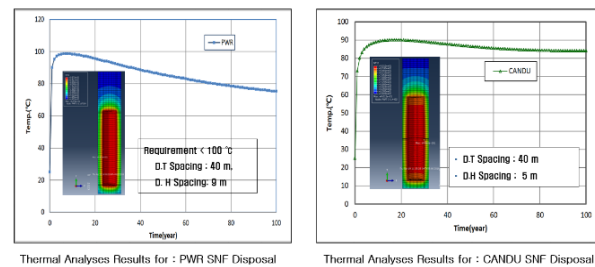 120
100
80
60
40
20
0
Temp.(℃)
PWR
Requirement < 100 ℃
D.T Spacing : 40 m.
D. H Spacing: 9 m
0 20 40 60 80 100
Time(year)
Thermal Analyses Results for : PWR SNF Disposal
100
90
80
70
60
50
40
30
20
10
0
Temp.(℃)
CANDU
· D.T Spacing : 40 m
· D.H Spacing : 5 m
0 20 40 60 80 100
Time(year)
Thermal Analyses Results for : CANDU SNF Disposal